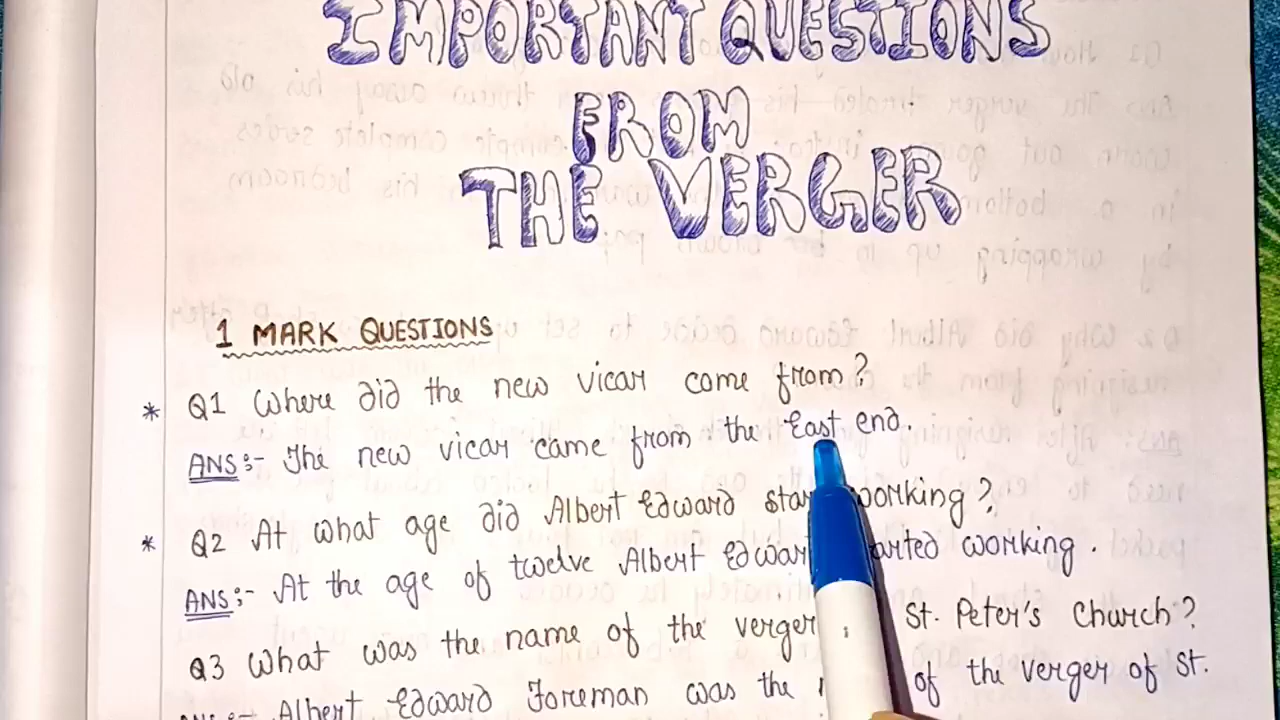 IMPORTANT QUESTIONS
FROM
THE VERGER
1 MARK QUESTIONS
* Q1 Where did the new vicar come from?
ANS:- The new vicar came from the East end.
* Q2 At what age did Albert Edward working?
ANS:- At the age of twelve Albert working.
Q3 What was the name of the verger St. Peter's Church?
ANS:- Albert Edward Foreman was the of the verger of St.